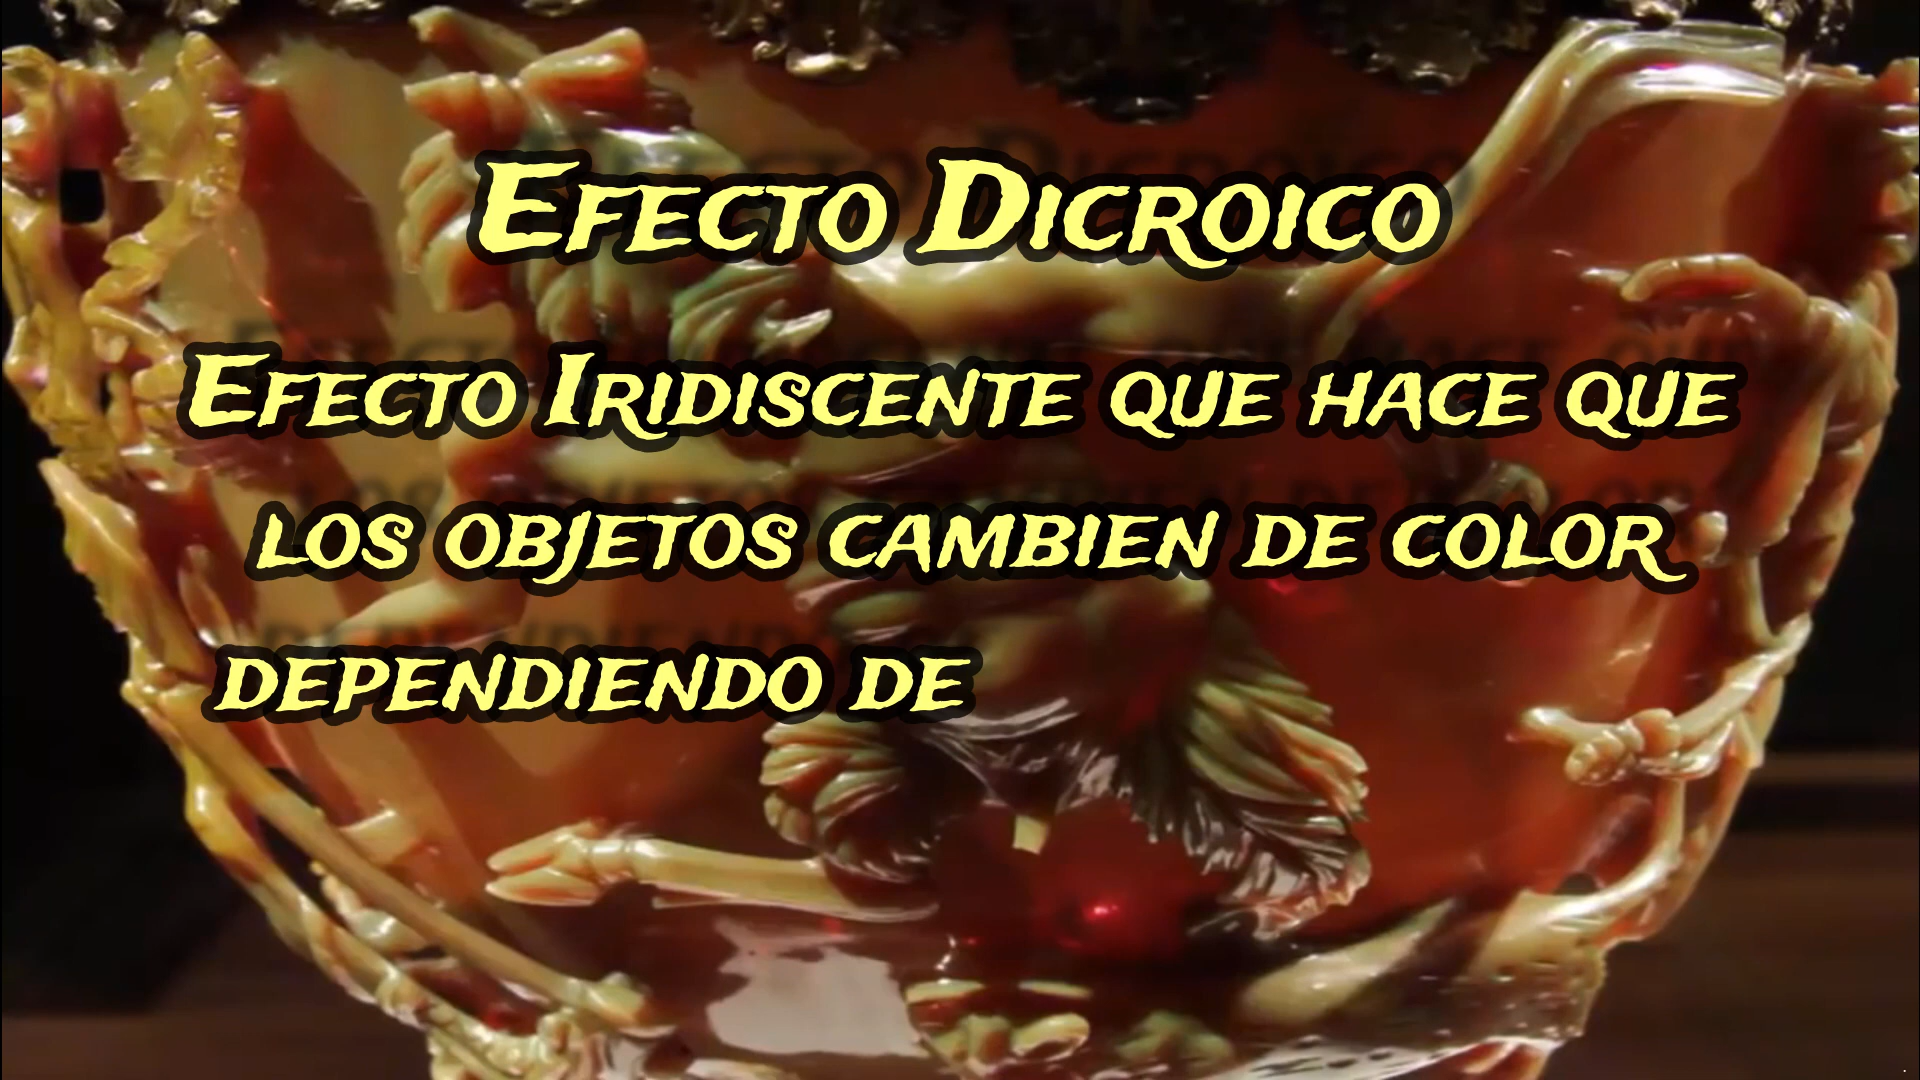 Efecto Dicroico
Efecto Iridiscente que hace que
los objetos cambien de color
dependiendo de